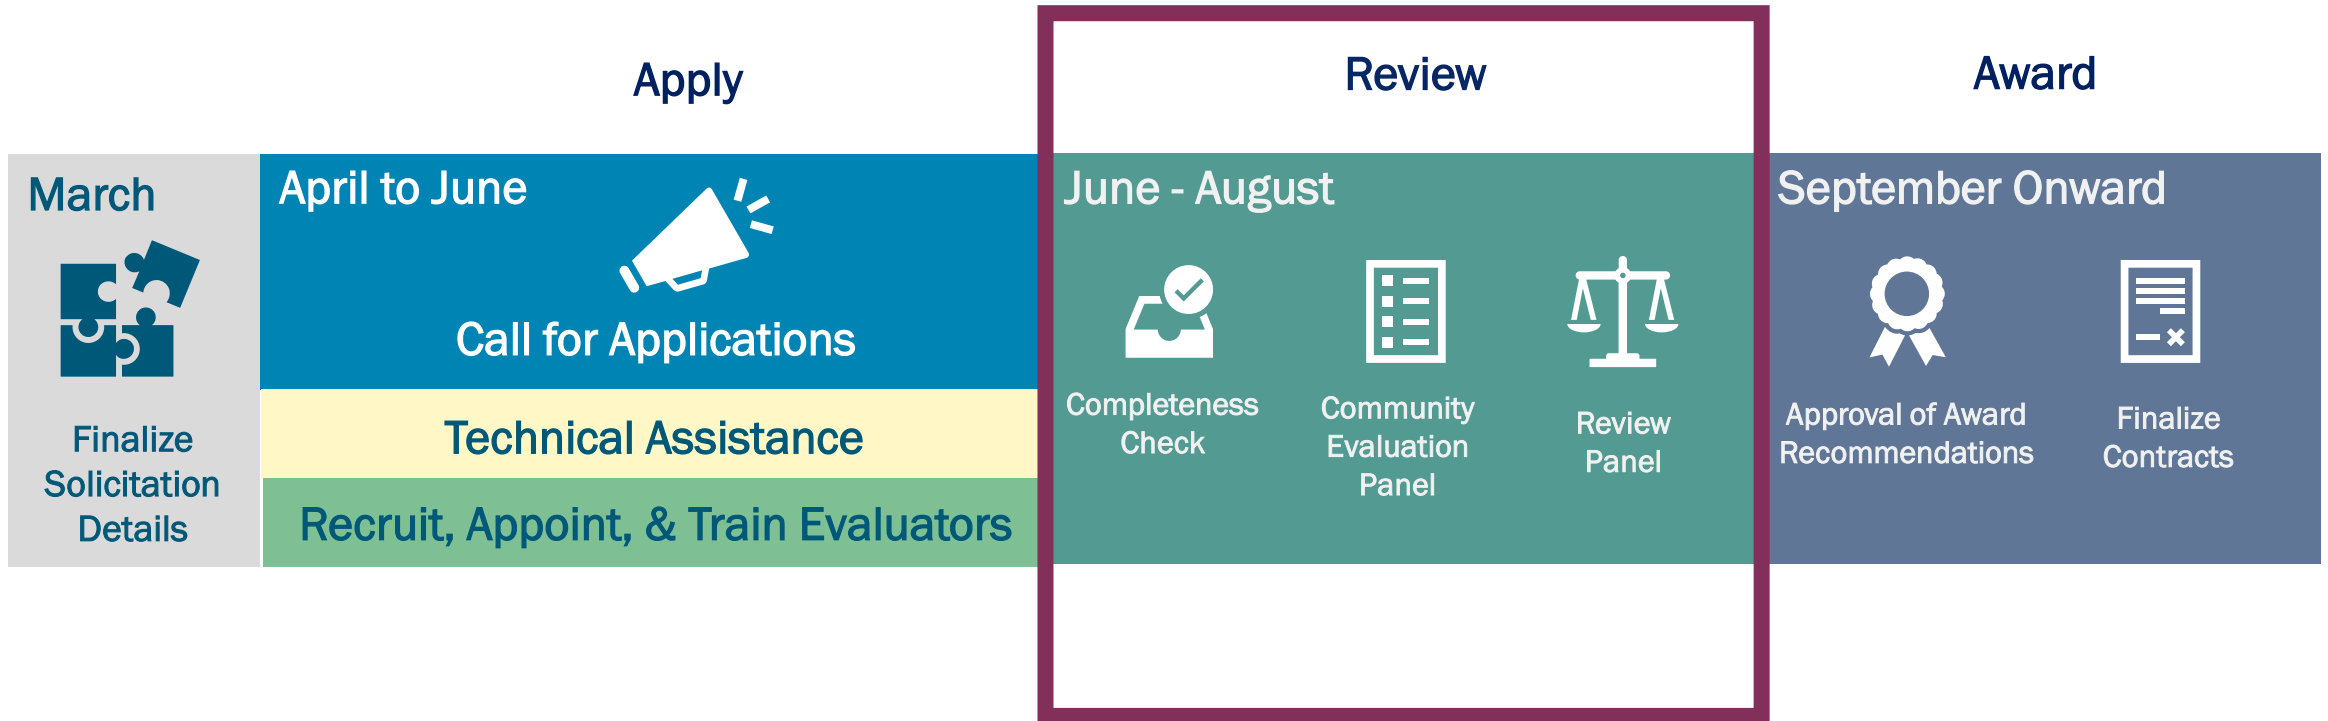 Apply
Review
Award
March
Finalize
Solicitation
Details
April to June
Call for Applications
Technical Assistance
Recruit, Appoint, & Train Evaluators
June - August
Completeness
Check
Community
Evaluation
Panel
Review
Panel
September Onward
Approval of Award
Recommendations
Finalize
Contracts